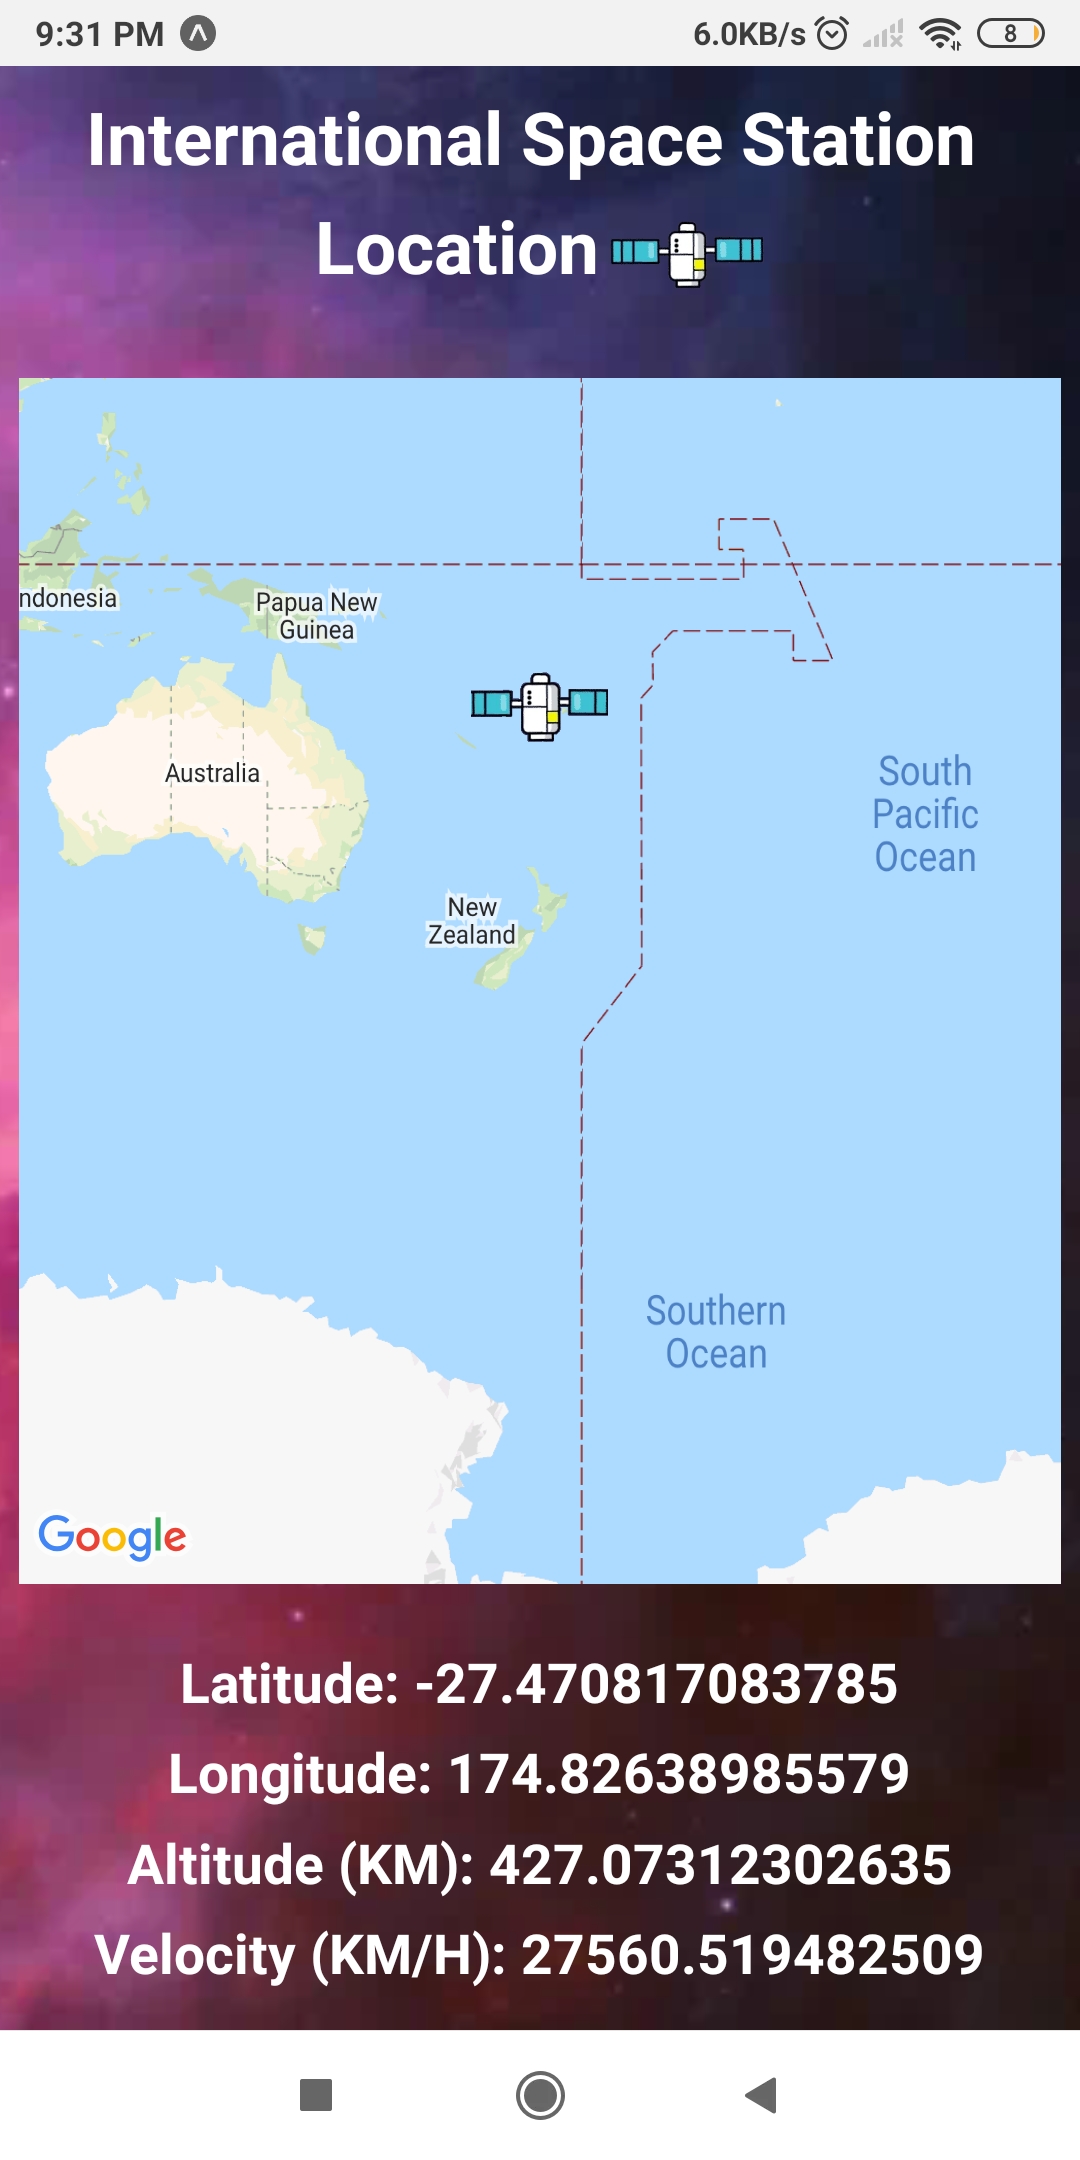 9:31 PM
6.0KB/s
8
International Space Station
Location
ndonesia
Papua New
Guinea
Australia
South
Pacific
Ocean
New
Zealand
Southern
Ocean
Google
Latitude: -27.470817083785
Longitude: 174.82638985579
Altitude (KM): 427.07312302635
Velocity (KM/H): 27560.519482509